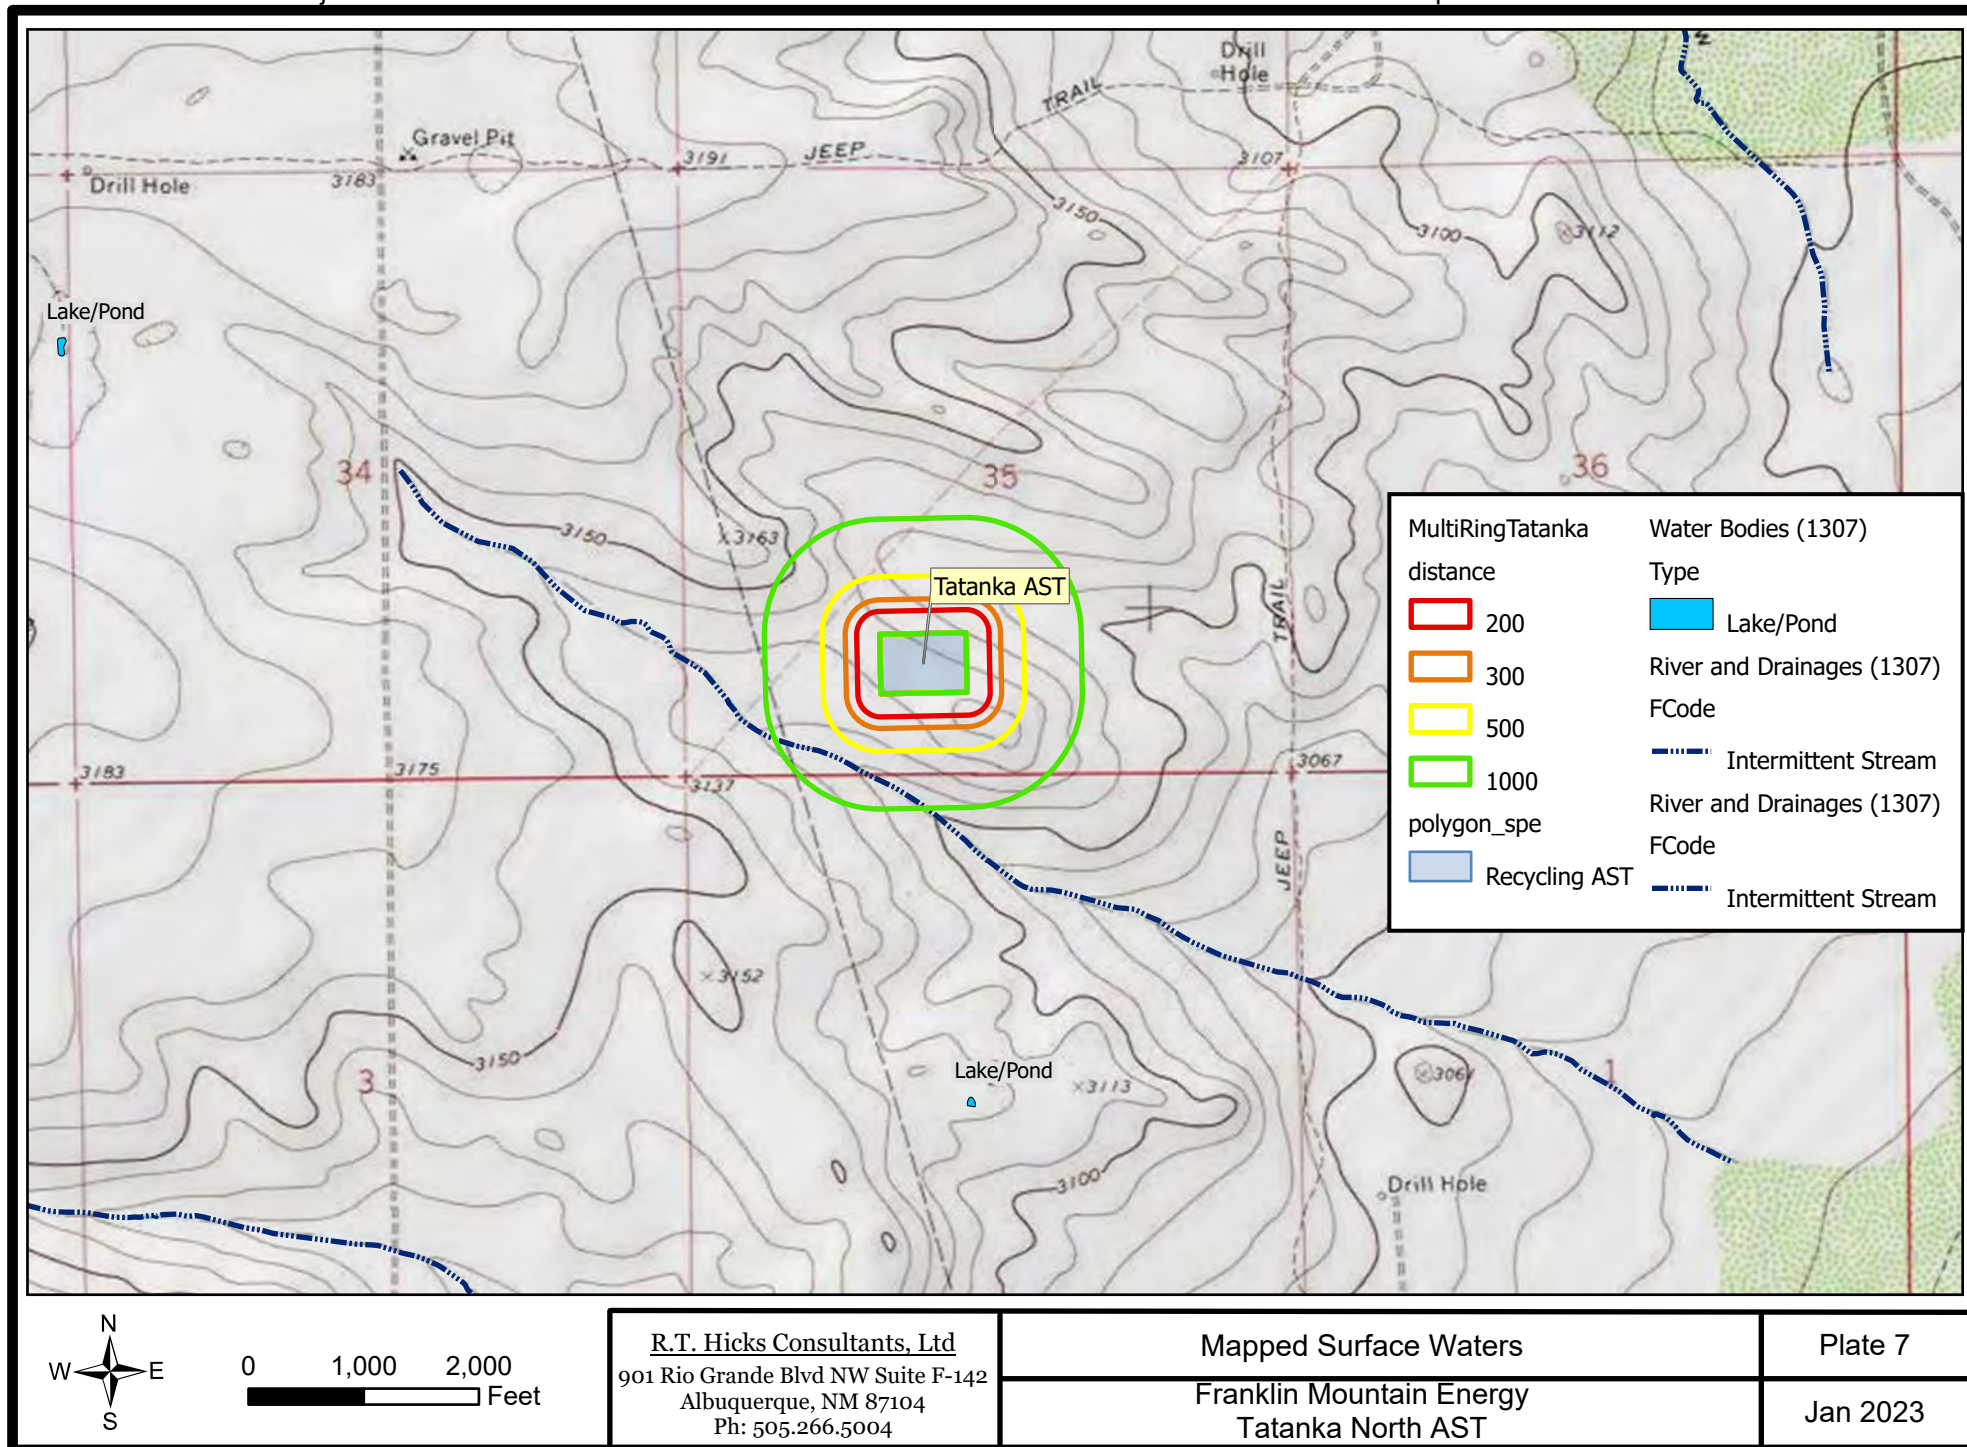 Drill
Hole
TRAIL
Gravel Pit
3191
JEEP
3107
Drill Hole
3183
3150
3100
3112
Lake/Pond
34
35
36
3150
3163
Tatanka AST
TRAIL
3183
3175
3137
3067
JEEP
3152
3150
3
Lake/Pond
3113
3061
1
3100
Drill Hole
MultiRingTatanka
distance
200
300
500
1000
polygon_spe
Recycling AST
Water Bodies (1307)
Type
Lake/Pond
River and Drainages (1307)
FCode
Intermittent Stream
River and Drainages (1307)
FCode
Intermittent Stream
N
W E
S
0 1,000 2,000
Feet
R.T. Hicks Consultants, Ltd
901 Rio Grande Blvd NW Suite F-142
Albuquerque, NM 87104
Ph: 505.266.5004
Mapped Surface Waters
Franklin Mountain Energy
Tatanka North AST
Plate 7
Jan 2023